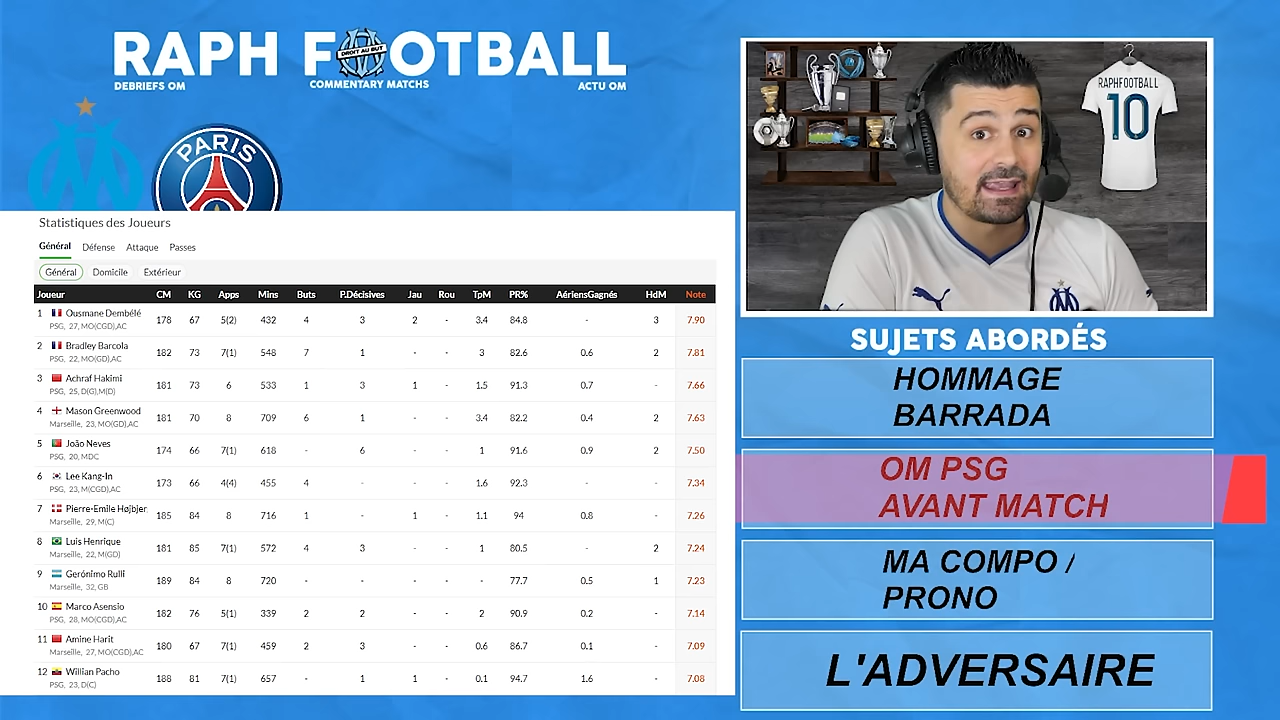 RAPH FOOTBALL
DROIT AU BUT
DEBRIEFS OM
COMMENTARY MATCHS
ACTU OM
PARIS
RAPHFOOTBALL
10
Statistiques des Joueurs
Général Défense Attaque Passes
Général Domicile Extérieur
Joueur CM KG Apps Mins Buts P.Décisives Jau Rou TpM PR% AériensGagnés HdM Note
1 Ousmane Dembélé 178 67 5(2) 432 4 3 2 - 3.4 84.8 - 3 7.90
PSG, 27, MO(CGD),AC
2 Bradley Barcola 182 73 7(1) 548 7 1 - - 3 82.6 0.6 2 7.81
PSG, 22, MO(GD),AC
3 Achraf Hakimi 181 73 6 533 1 3 1 - 1.5 91.3 0.7 - 7.66
PSG, 25, D(G),M(D)
4 Mason Greenwood 181 70 8 709 6 1 - - 3.4 82.2 0.4 2 7.63
Marseille, 23, MO(GD),AC
5 João Neves 174 66 7(1) 618 - 6 - - 1 91.6 0.9 2 7.50
PSG, 20, MDC
6 Lee Kang-In 173 66 4(4) 455 4 - - - 1.6 92.3 - - 7.34
PSG, 23, M(CGD),AC
7 Pierre-Emile Højbjer 185 84 8 716 1 - 1 - 1.1 94 0.8 - 7.26
Marseille, 29, M(C)
8 Luis Henrique 181 85 7(1) 572 4 3 - - 1 80.5 - 2 7.24
Marseille, 22, M(GD)
9 Gerónimo Rulli 189 84 8 720 - - - - - 77.7 0.5 1 7.23
Marseille, 32, GB
10 Marco Asensio 182 76 5(1) 339 2 2 - - 2 90.9 0.2 - 7.14
PSG, 28, MO(CGD),AC
11 Amine Harit 180 67 7(1) 459 2 3 - - 0.6 86.7 0.1 - 7.09
Marseille, 27, MO(CGD),AC
12 Willian Pacho 188 81 7(1) 657 - 1 1 - 0.1 94.7 1.6 - 7.08
PSG, 23, D(C)
SUJETS ABORDÉS
HOMMAGE
BARRADA
OM PSG
AVANT MATCH
MA COMPO /
PRONO
L'ADVERSAIRE